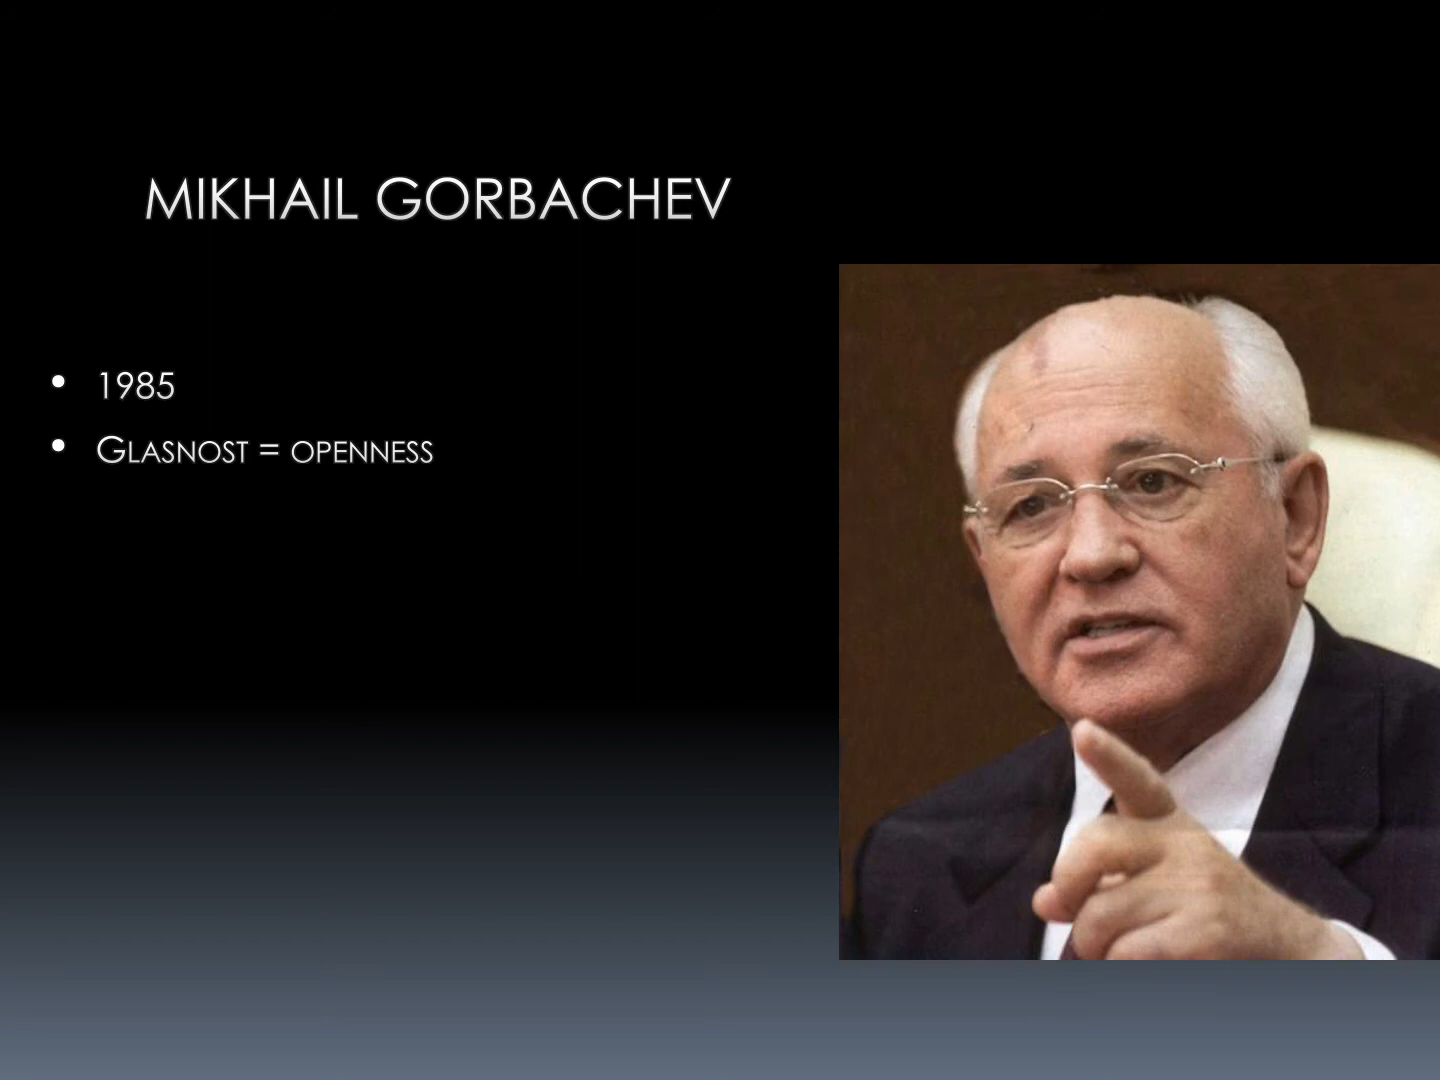 MIKHAIL GORBACHEV
• 1985
• GLASNOST = OPENNESS